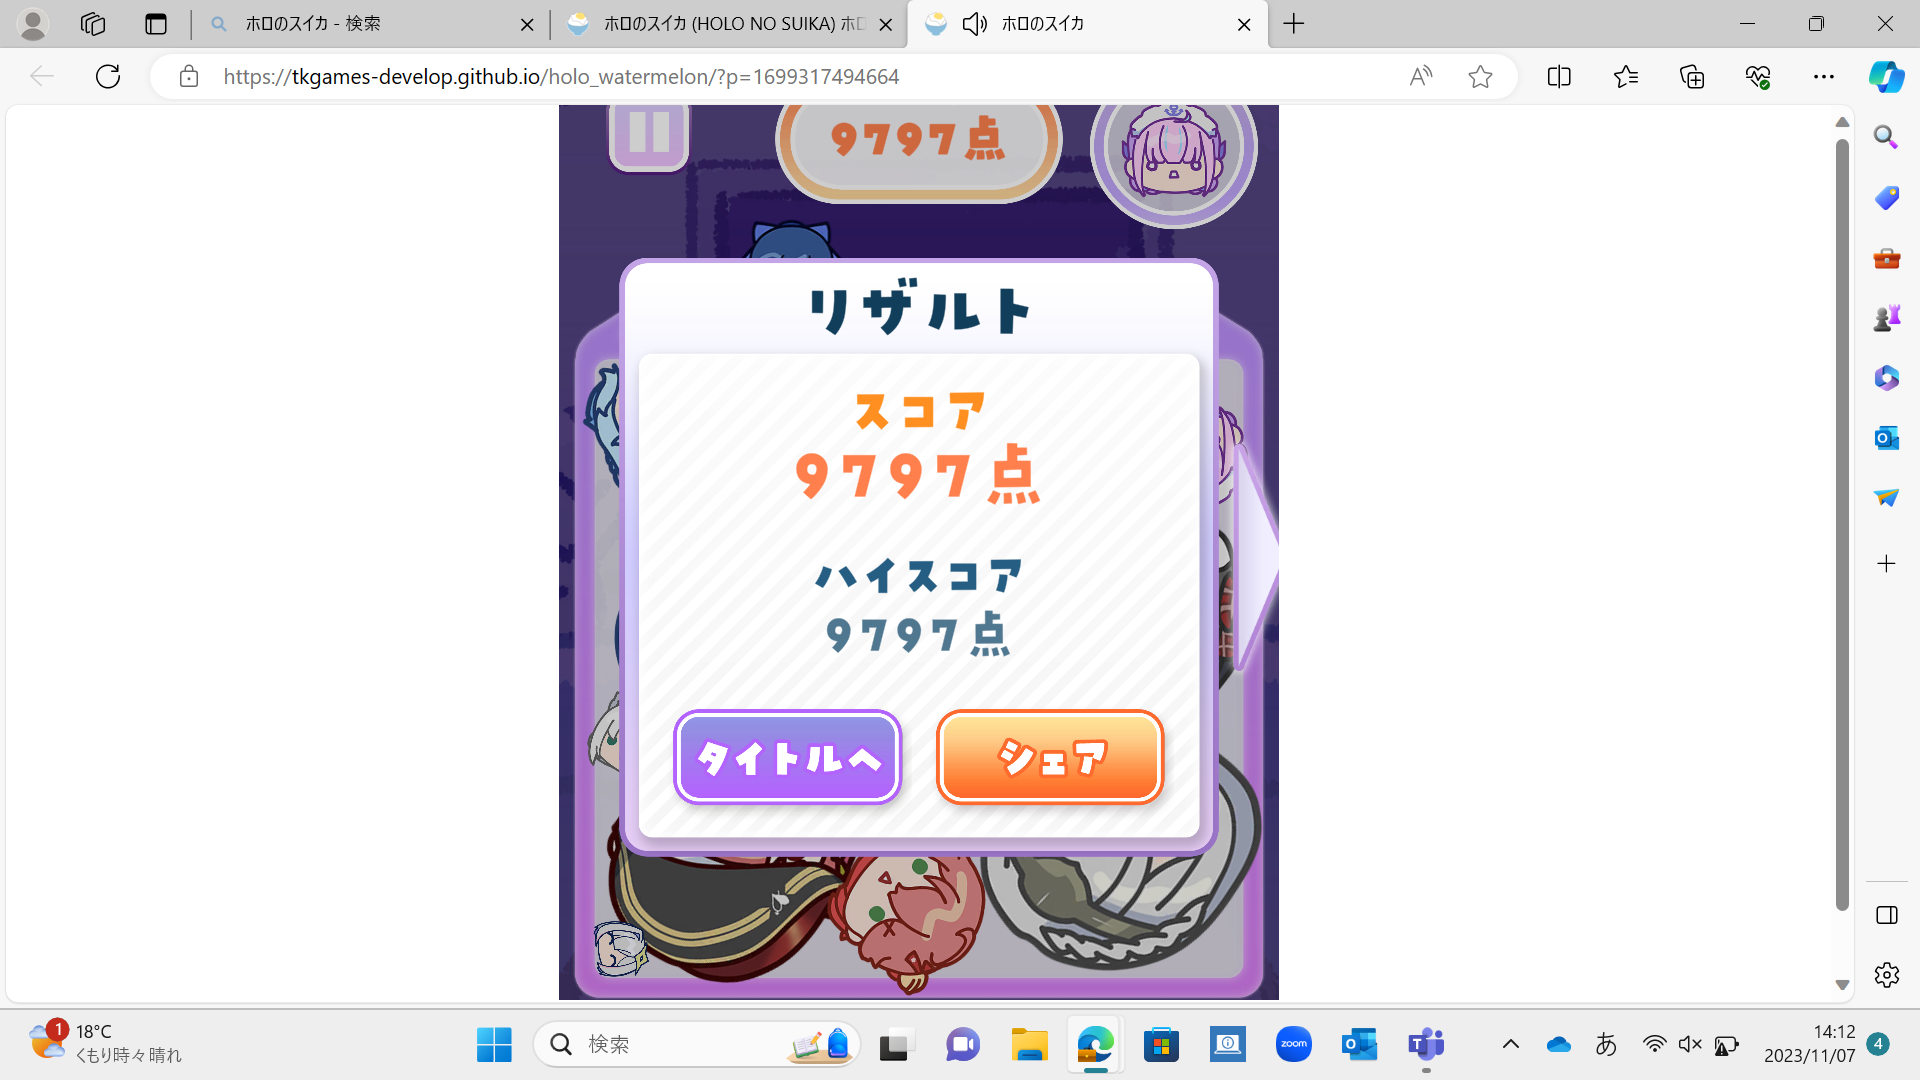 ホロのスイカ - 検索
ホロのスイカ (HOLO NO SUIKA) ホロ
ホロのスイカ
https://tkgames-develop.github.io/holo_watermelon/?p=1699317494664
9797点
リザルト
スコア
9797点
ハイスコア
9797点
タイトルへ
シェア
1
18°C
くもり時々晴れ
検索
zoom
あ
14:12
2023/11/07
4